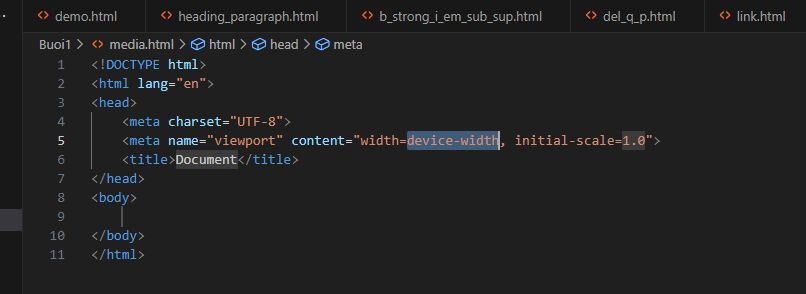 demo.html heading_paragraph.html b_strong_i_em_sub_sup.html del_q_p.html link.html
Buoi1 > media.html > html > head > meta
1 <!DOCTYPE html>
2 <html lang="en">
3 <head>
4 <meta charset="UTF-8">
5 <meta name="viewport" content="width=device-width, initial-scale=1.0">
6 <title>Document</title>
7 </head>
8 <body>
9
10 </body>
11 </html>